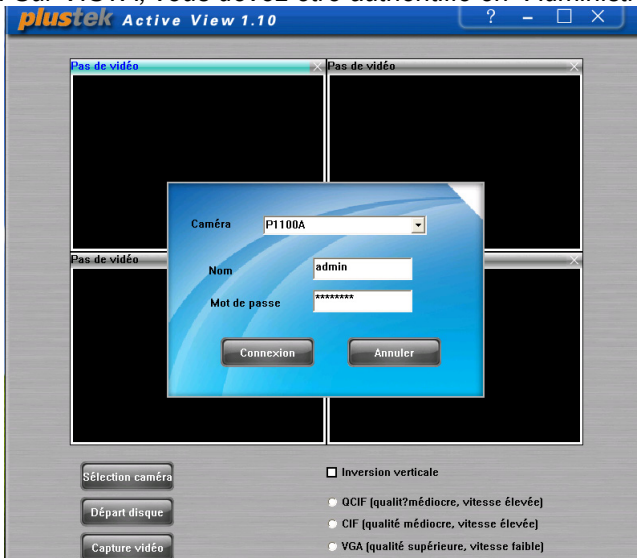 Sur VISTA, vous devez être authentifié en
plustek Active View 1.10
Pas de vidéo
Pas de vidéo
Caméra P1100A
Pas de vidéo
Nom admin
Mot de passe ********
Connexion Annuler
Sélection caméra
Inversion verticale
Départ disque
QCIF (qualit?médiocre, vitesse élevée)
CIF (qualité médiocre, vitesse élevée)
Capture vidéo
VGA (qualité supérieure, vitesse faible)